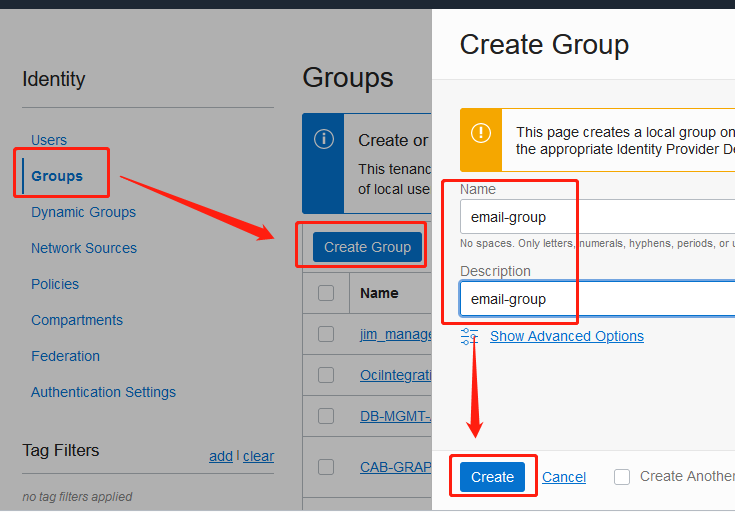 Identity
Users
Groups
Dynamic Groups
Network Sources
Policies
Compartments
Federation
Authentication Settings
Tag Filters
add | clear
no tag filters applied
Groups
Create or
This tenanc
of local use
Create Group
Name
jim_manage
OciIntegrati
DB-MGMT-
CAB-GRAP
Create Group
This page creates a local group on
the appropriate Identity Provider De
Name
email-group
No spaces. Only letters, numerals, hyphens, periods, or u
Description
email-group
Show Advanced Options
Create
Cancel
Create Another